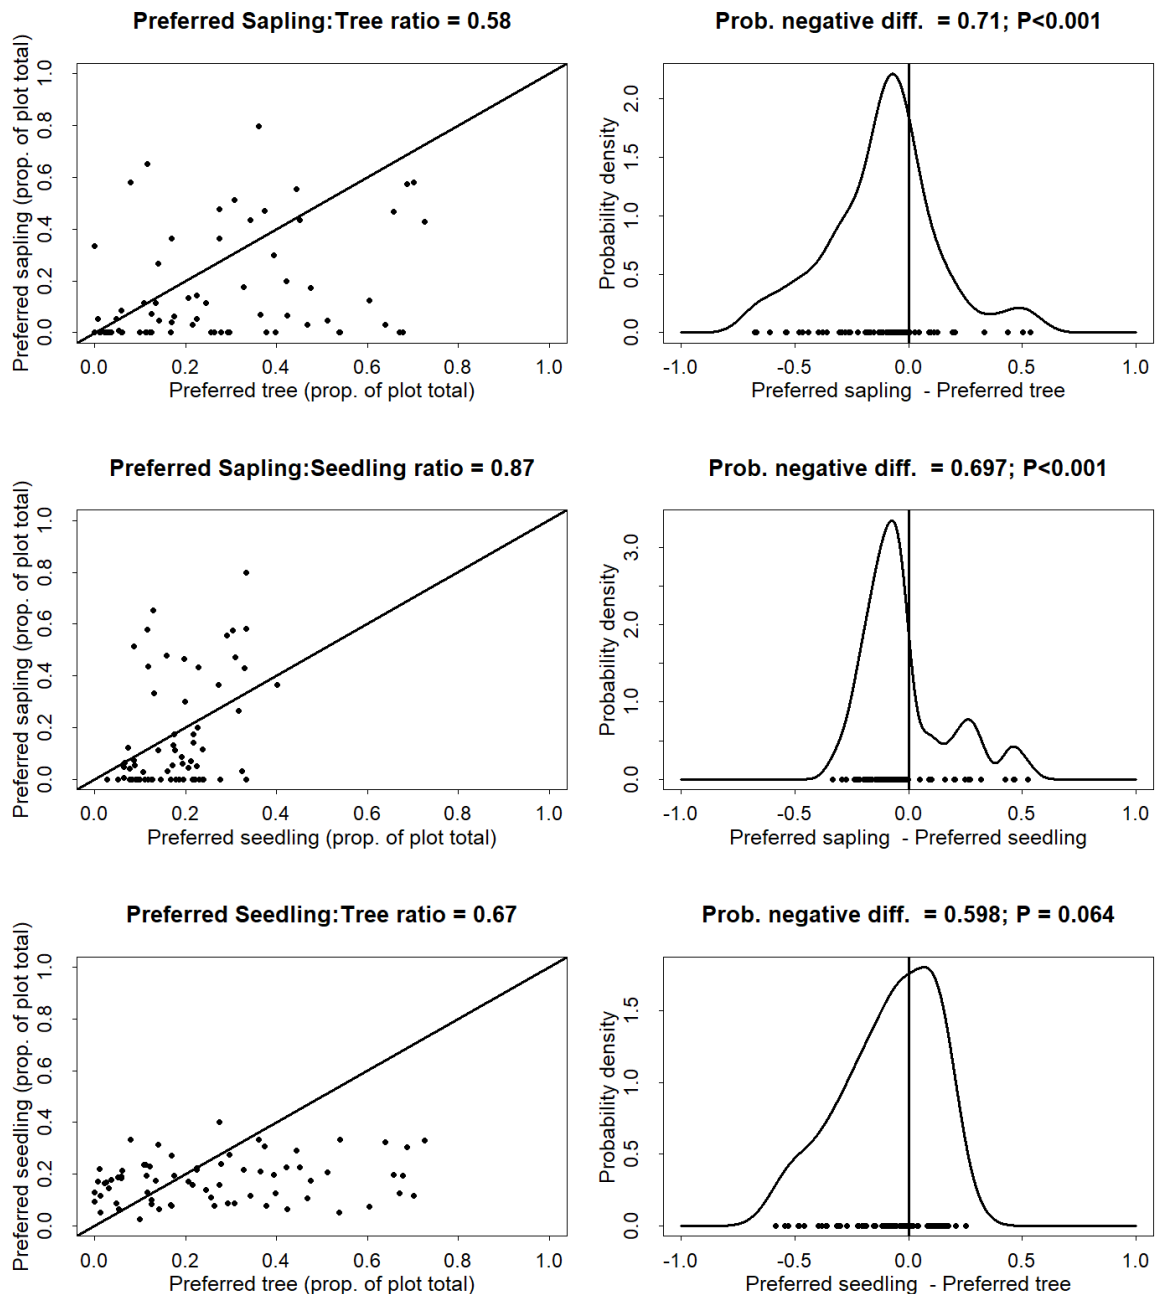 Preferred Sapling:Tree ratio = 0.58
Preferred sapling (prop. of plot total)
0.0 0.2 0.4 0.6 0.8 1.0
0.0 0.2 0.4 0.6 0.8 1.0
Preferred tree (prop. of plot total)
Prob. negative diff. = 0.71; P<0.001
Probability density
0.0 0.5 1.0 1.5 2.0
-1.0 -0.5 0.0 0.5 1.0
Preferred sapling - Preferred tree
Preferred Sapling:Seedling ratio = 0.87
Preferred sapling (prop. of plot total)
0.0 0.2 0.4 0.6 0.8 1.0
0.0 0.2 0.4 0.6 0.8 1.0
Preferred seedling (prop. of plot total)
Prob. negative diff. = 0.697; P<0.001
Probability density
0.0 1.0 2.0 3.0
-1.0 -0.5 0.0 0.5 1.0
Preferred sapling - Preferred seedling
Preferred Seedling:Tree ratio = 0.67
Preferred seedling (prop. of plot total)
0.0 0.2 0.4 0.6 0.8 1.0
0.0 0.2 0.4 0.6 0.8 1.0
Preferred tree (prop. of plot total)
Prob. negative diff. = 0.598; P = 0.064
Probability density
0.0 0.5 1.0 1.5
-1.0 -0.5 0.0 0.5 1.0
Preferred seedling - Preferred tree